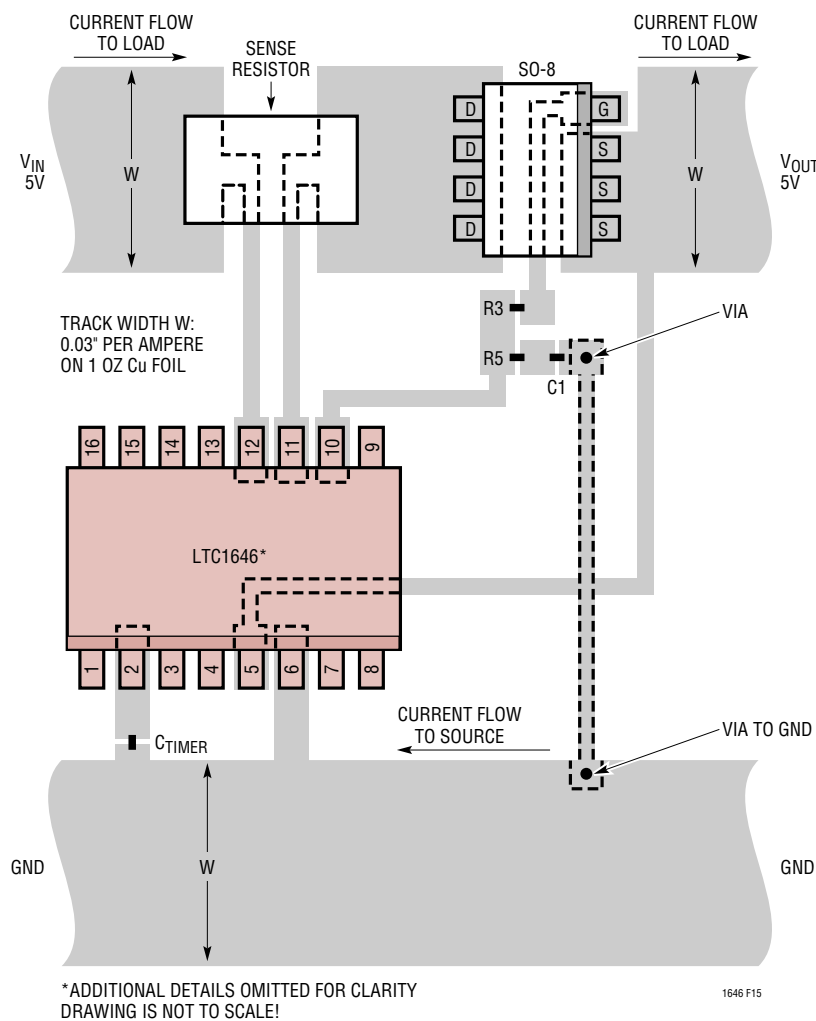 CURRENT FLOW
TO LOAD
SENSE
RESISTOR
SO-8
CURRENT FLOW
TO LOAD
VIN
5V
W
D
D
D
D
G
S
S
S
W
VOUT
5V
TRACK WIDTH W:
0.03" PER AMPERE
ON 1 OZ Cu FOIL
R3
R5
C1
VIA
16
15
14
13
12
11
10
9
LTC1646*
1
2
3
4
5
6
7
8
CTIMER
CURRENT FLOW
TO SOURCE
VIA TO GND
GND
W
GND
*ADDITIONAL DETAILS OMITTED FOR CLARITY
DRAWING IS NOT TO SCALE!
1646 F15